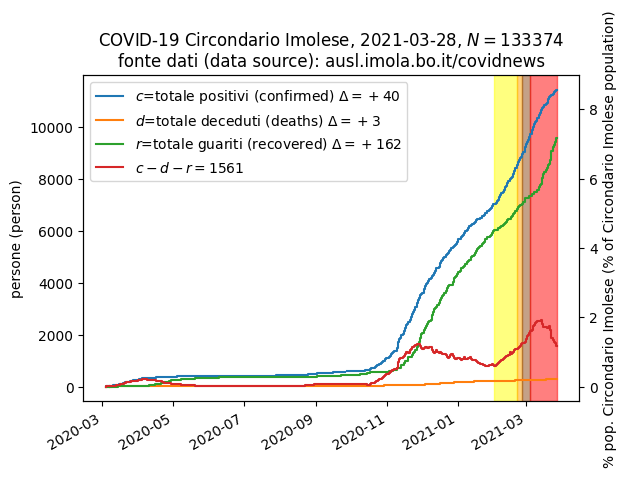 COVID-19 Circondario Imolese, 2021-03-28, N = 133374
fonte dati (data source): ausl.imola.bo.it/covidnews
c=totale positivi (confirmed) Δ = +40
d=totale deceduti (deaths) Δ = +3
r=totale guariti (recovered) Δ = +162
c − d − r = 1561
persone (person)
10000
8000
6000
4000
2000
0
8
6
4
2
0
% pop. Circondario Imolese (% of Circondario Imolese population)
2020-03
2020-05
2020-07
2020-09
2020-11
2021-01
2021-03